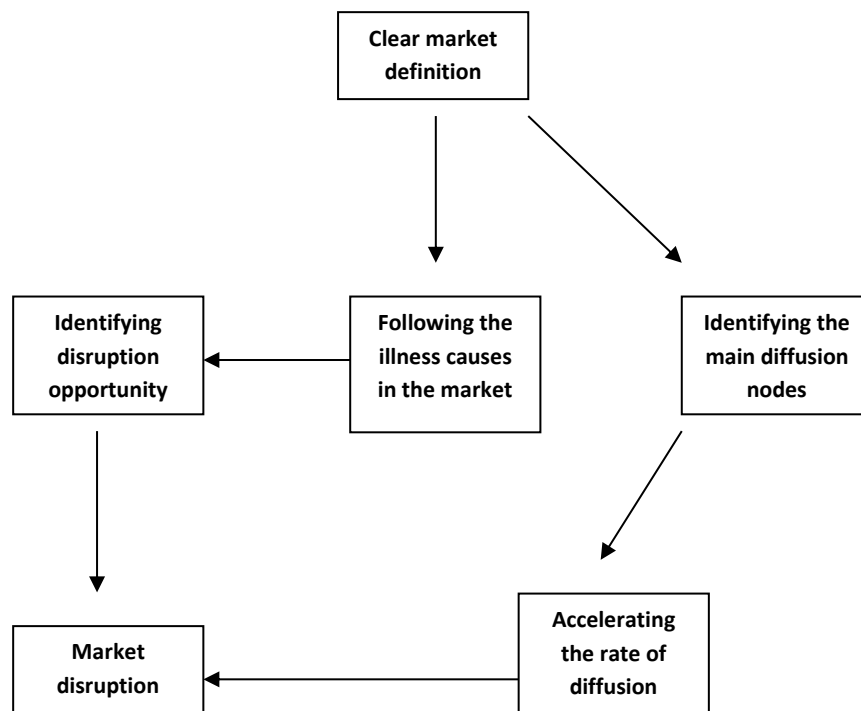 Clear market
definition
Identifying
disruption
opportunity
Following the
illness causes
in the market
Identifying the
main diffusion
nodes
Market
disruption
Accelerating
the rate of
diffusion